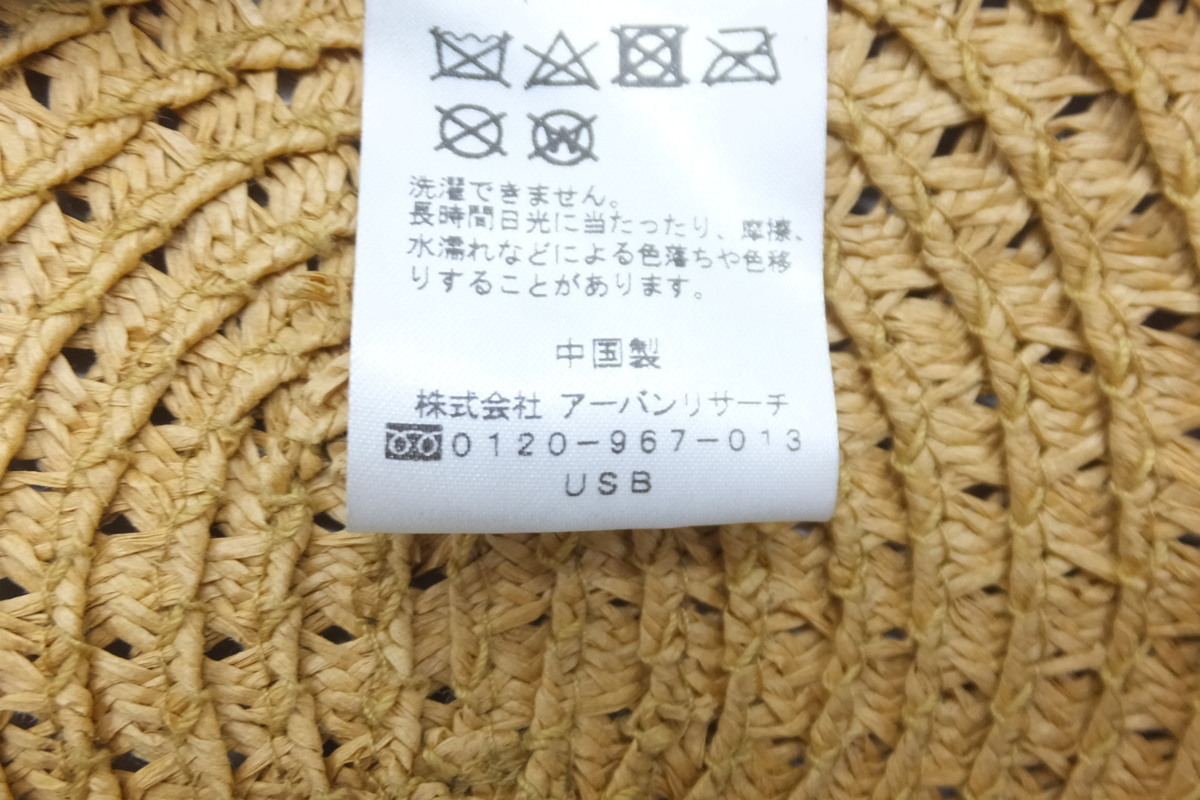 洗濯できません。
長時間日光に当たったり、摩擦、
水濡れなどによる色落ちや色移
りすることがあります。
中国製
株式会社 アーバンリサーチ
0120-967-013
USB